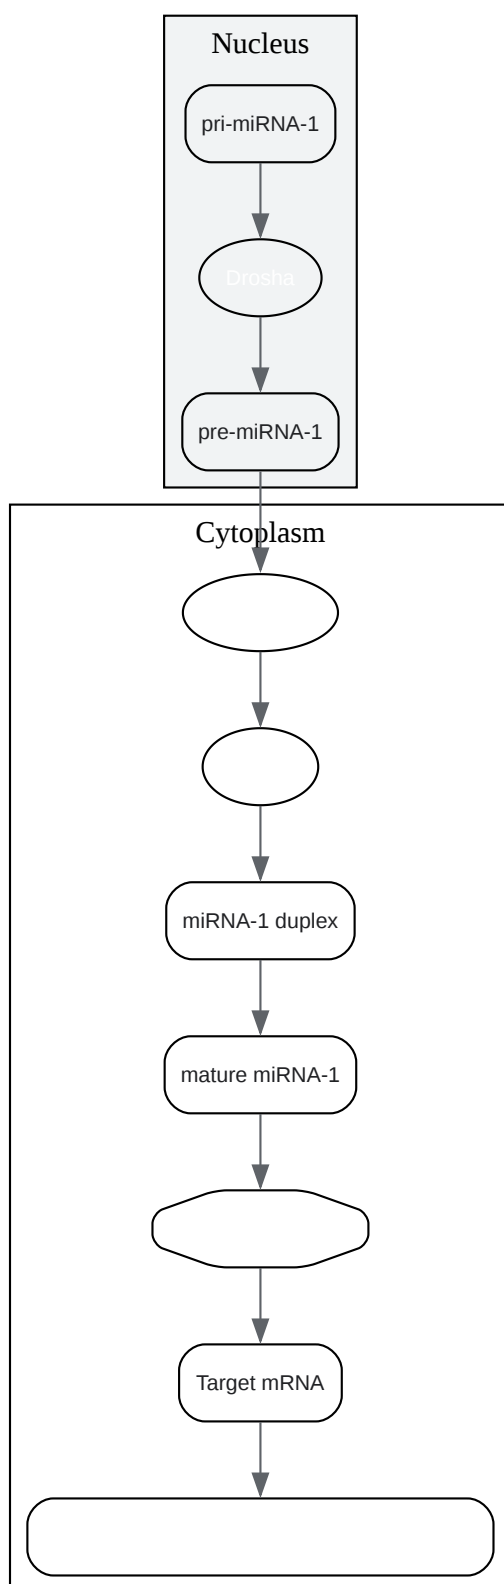 Nucleus
pri-miRNA-1
Drosha
pre-miRNA-1
Cytoplasm
miRNA-1 duplex
mature miRNA-1
Target mRNA